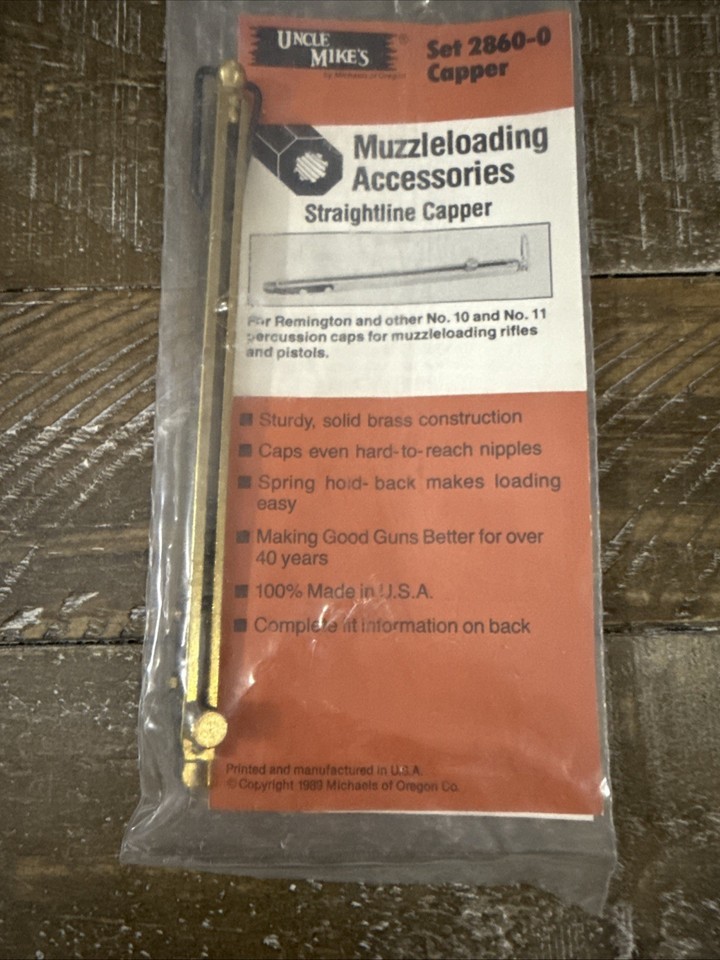 UNCLE
MIKE'S
®
by Michaels of Oregon
Set 2860-0
Capper
Muzzleloading
Accessories
Straightline Capper
For Remington and other No. 10 and No. 11
percussion caps for muzzleloading rifles
and pistols.
■ Sturdy, solid brass construction
■ Caps even hard-to-reach nipples
■ Spring hold- back makes loading
easy
■ Making Good Guns Better for over
40 years
■ 100% Made in U.S.A.
■ Complete fit information on back
Printed and manufactured in U.S.A.
© Copyright 1989 Michaels of Oregon Co.